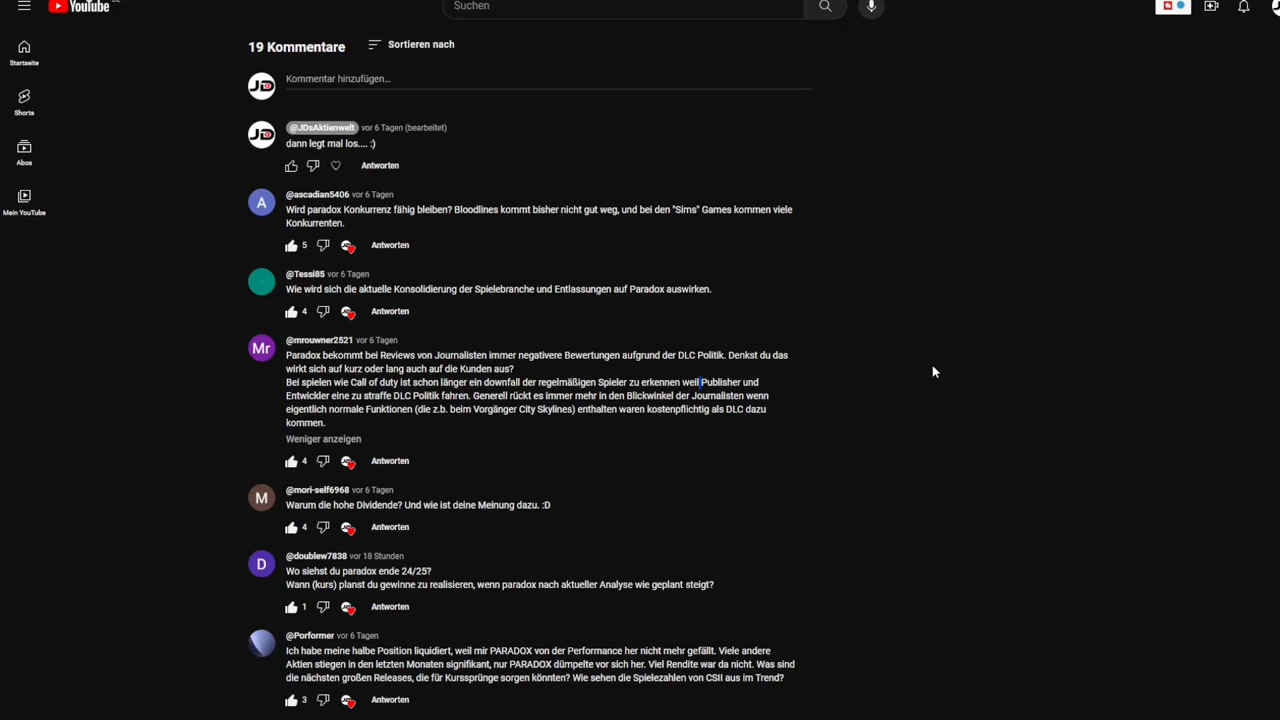 YouTube
Suchen
Startseite
Shorts
Abos
Mein YouTube
19 Kommentare
Sortieren nach
JD
Kommentar hinzufügen...
JD
@JDsAktienwelt vor 6 Tagen (bearbeitet)
dann legt mal los.... :)
Antworten
A
@ascadian5406 vor 6 Tagen
Wird paradox Konkurrenz fähig bleiben? Bloodlines kommt bisher nicht gut weg, und bei den "Sims" Games kommen viele
Konkurrenten.
5
Antworten
@Tessi85 vor 6 Tagen
Wie wird sich die aktuelle Konsolidierung der Spielebranche und Entlassungen auf Paradox auswirken.
4
Antworten
Mr
@mrouwner2521 vor 6 Tagen
Paradox bekommt bei Reviews von Journalisten immer negativere Bewertungen aufgrund der DLC Politik. Denkst du das
wirkt sich auf kurz oder lang auch auf die Kunden aus?
Bei spielen wie Call of duty ist schon länger ein downfall der regelmäßigen Spieler zu erkennen weil Publisher und
Entwickler eine zu straffe DLC Politik fahren. Generell rückt es immer mehr in den Blickwinkel der Journalisten wenn
eigentlich normale Funktionen (die z.b. beim Vorgänger City Skylines) enthalten waren kostenpflichtig als DLC dazu
kommen.
Weniger anzeigen
4
Antworten
M
@mori-self6968 vor 6 Tagen
Warum die hohe Dividende? Und wie ist deine Meinung dazu. :D
4
Antworten
D
@doublew7838 vor 18 Stunden
Wo siehst du paradox ende 24/25?
Wann (kurs) planst du gewinne zu realisieren, wenn paradox nach aktueller Analyse wie geplant steigt?
1
Antworten
@Porformer vor 6 Tagen
Ich habe meine halbe Position liquidiert, weil mir PARADOX von der Performance her nicht mehr gefällt. Viele andere
Aktien stiegen in den letzten Monaten signifikant, nur PARADOX dümpelte vor sich her. Viel Rendite war da nicht. Was sind
die nächsten großen Releases, die für Kurssprünge sorgen könnten? Wie sehen die Spielezahlen von CSII aus im Trend?
3
Antworten